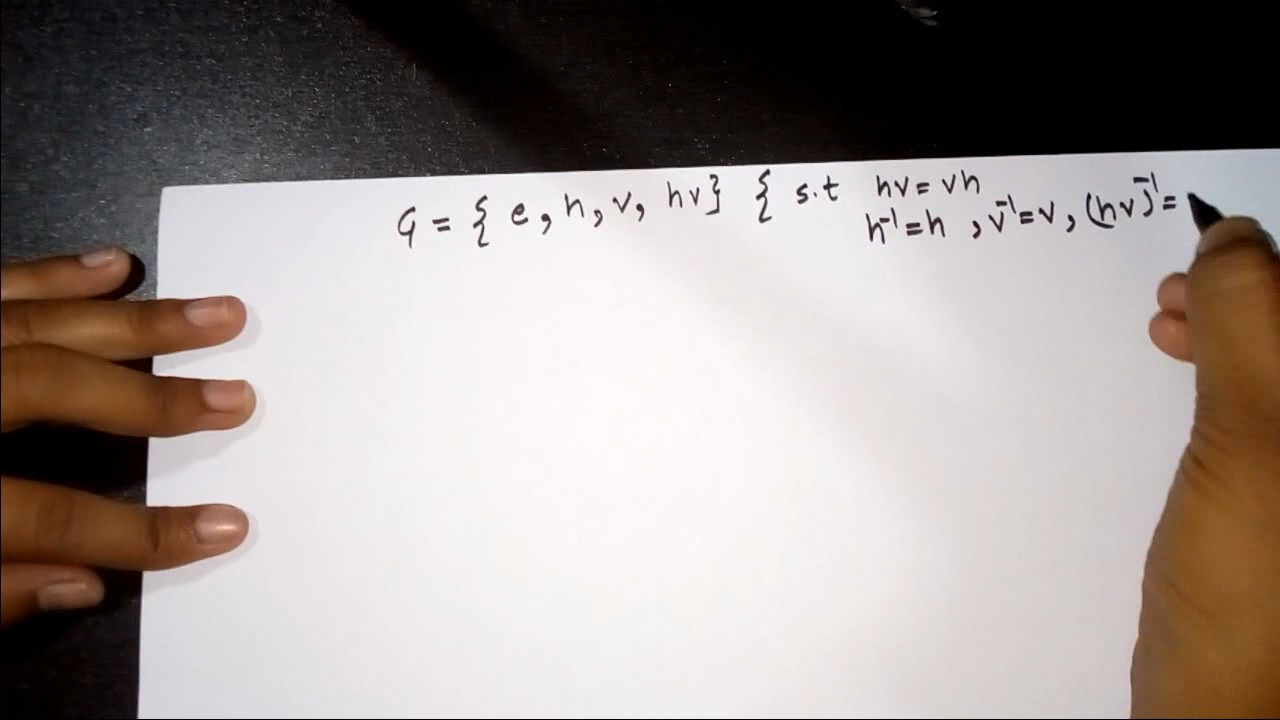 G = { e, h, v, hv} { s.t hv = vh
h⁻¹ = h , v⁻¹ = v, (hv)⁻¹ =